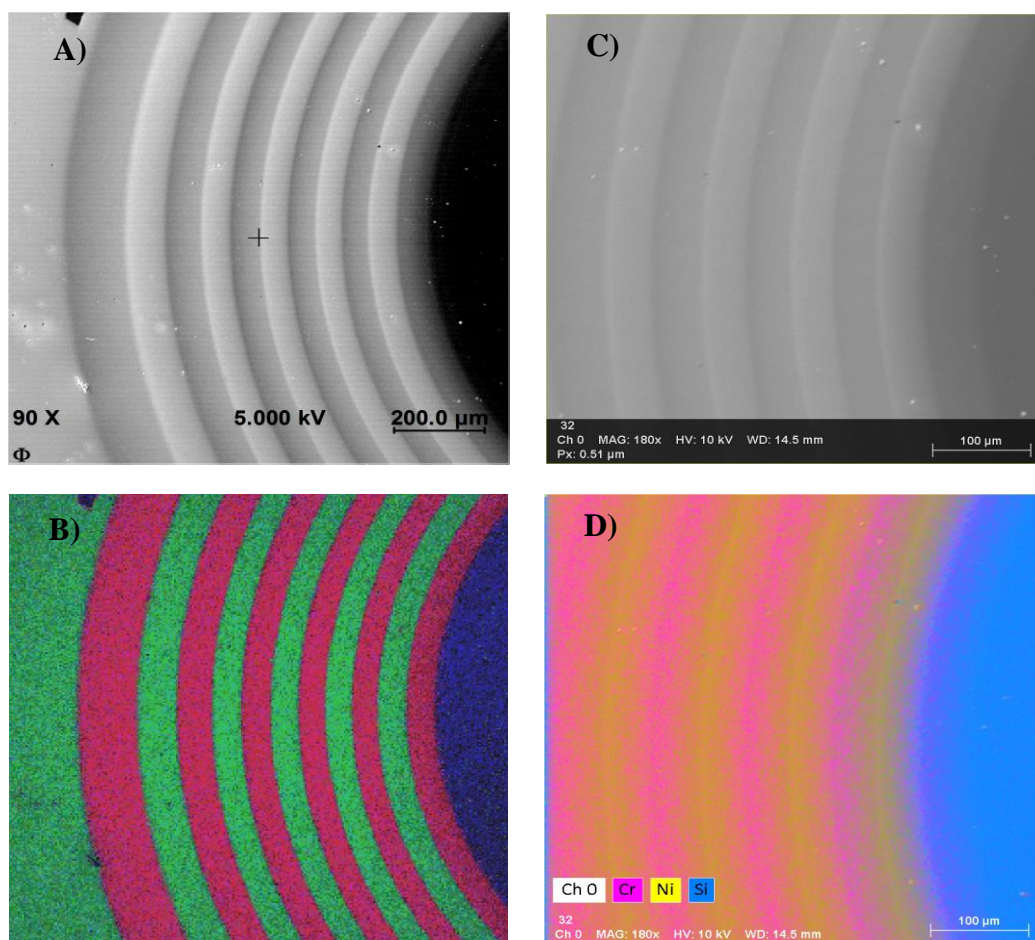 A)
90 X 5.000 kV 200.0 µm
Φ
C)
32
Ch 0 MAG: 180x HV: 10 kV WD: 14.5 mm
Px: 0.51 µm
100 µm
B)
D)
Ch 0 Cr Ni Si
32
Ch 0 MAG: 180x HV: 10 kV WD: 14.5 mm
100 µm